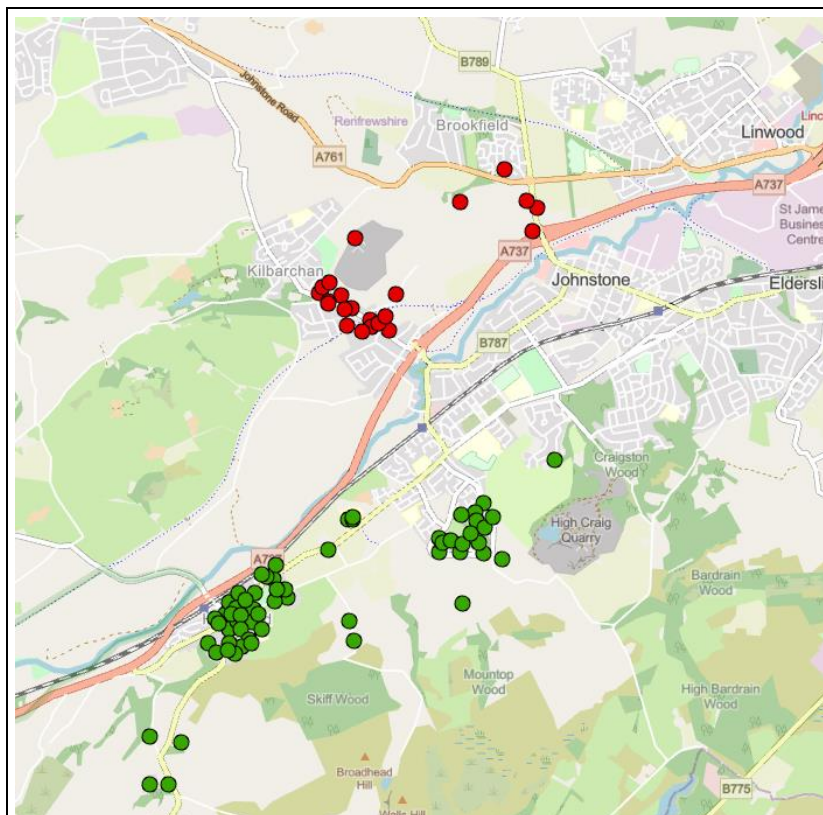 B789
Johnstone Road
Renfrewshire
Brookfield
Linwood
A761
A737
St James
Business
Centre
Kilbarchan
A737
Johnstone
B787
Craigston
Wood
High Craig
Quarry
Bardrain
Wood
Mountop
Wood
Skiff Wood
High Bardrain
Wood
Broadhead
Hill
B775